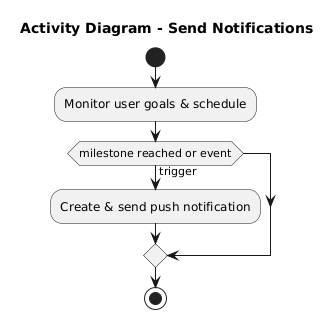 Activity Diagram - Send Notifications
Monitor user goals & schedule
milestone reached or event
trigger
Create & send push notification